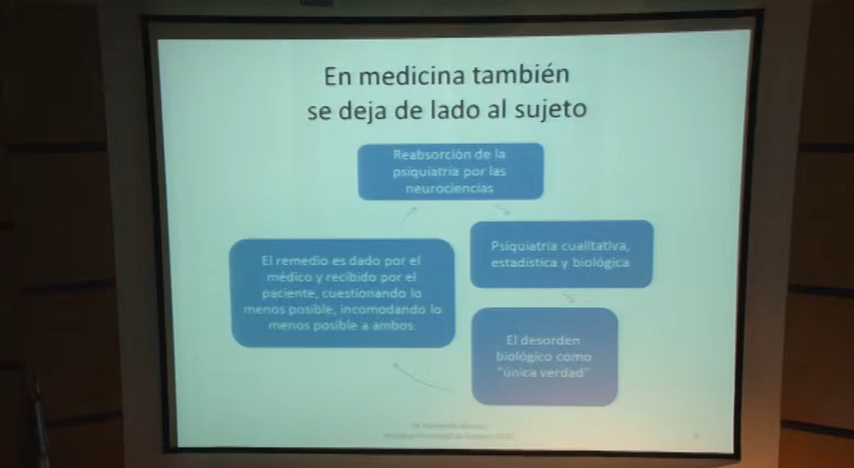 En medicina también
se deja de lado al sujeto
Reabsorción de la
psiquiatría por las
neurociencias
Psiquiatría cualitativa,
estadística y biológica
El desorden
biológico como
"única verdad"
El remedio es dado por el
médico y recibido por el
paciente, cuestionando lo
menos posible, incomodando lo
menos posible a ambos.